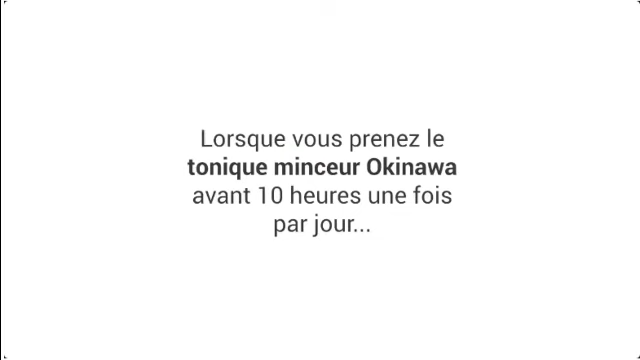 Lorsque vous prenez le
tonique minceur Okinawa
avant 10 heures une fois
par jour...